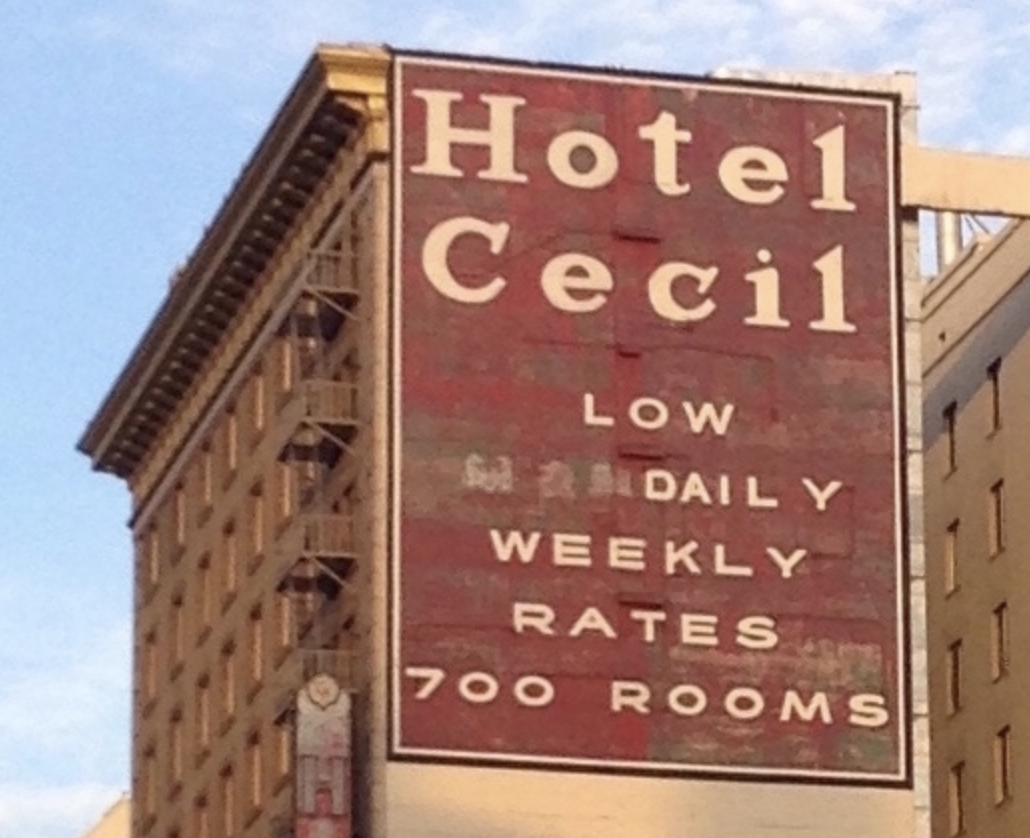 Hotel
Cecil
LOW
DAILY
WEEKLY
RATES
700 ROOMS